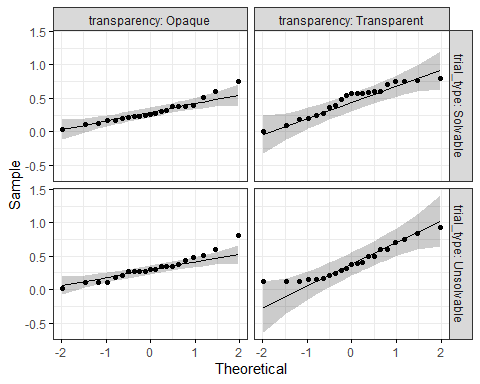 transparency: Opaque
transparency: Transparent
1.5
1.0
0.5
0.0
-0.5
trial_type: Solvable
Sample
1.5
1.0
0.5
0.0
-0.5
trial_type: Unsolvable
-2 -1 0 1 2
-2 -1 0 1 2
Theoretical